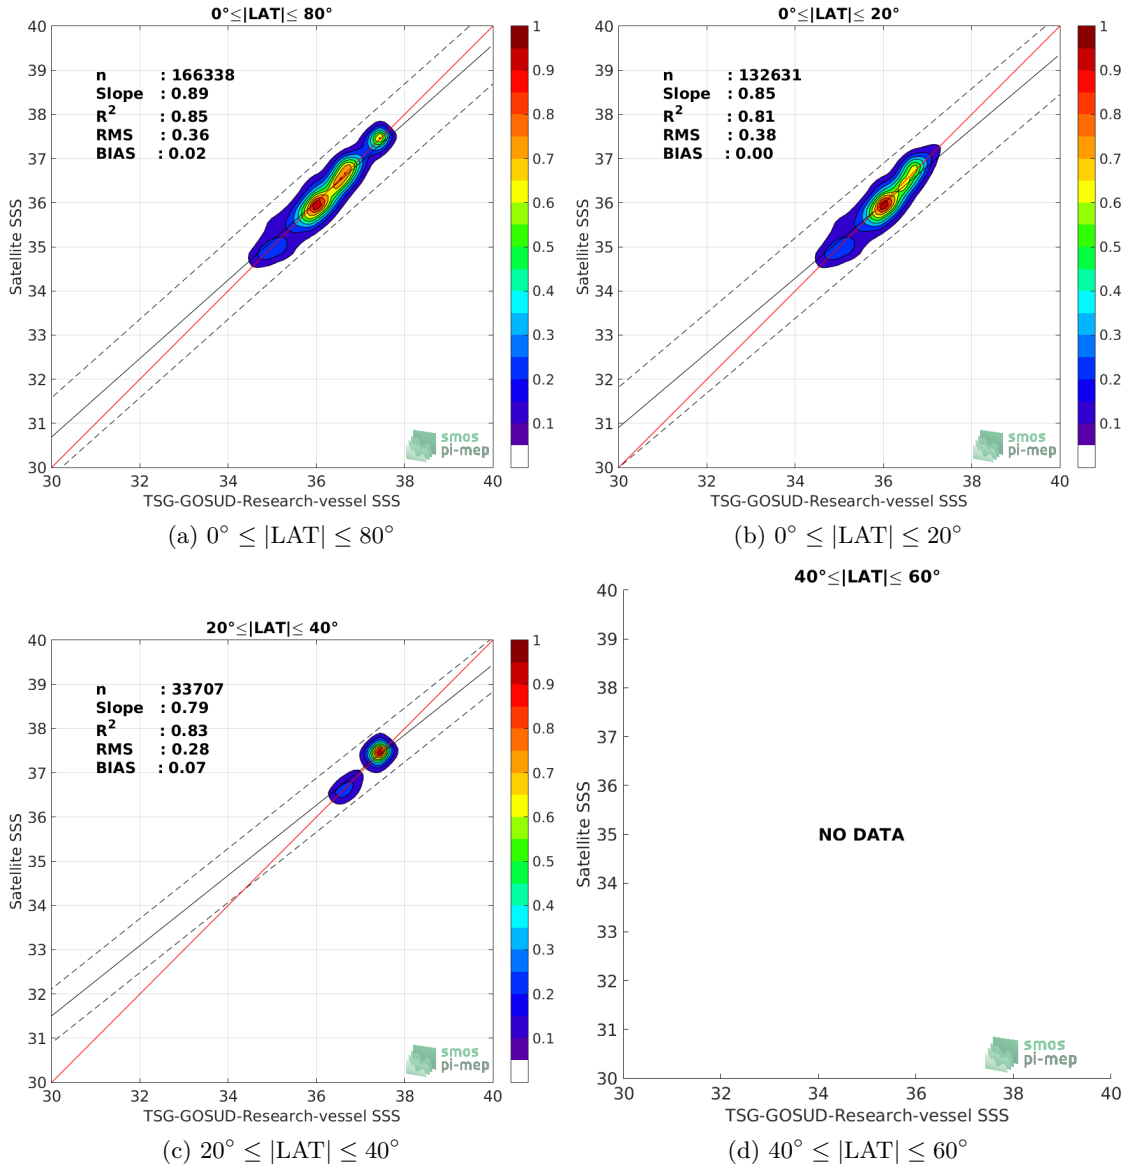 0°≤|LAT|≤ 80°
40
39
38
37
36
35
34
33
32
31
30
Satellite SSS
n : 166338
Slope : 0.89
R2 : 0.85
RMS : 0.36
BIAS : 0.02
1
0.9
0.8
0.7
0.6
0.5
0.4
0.3
0.2
0.1
smos
pi-mep
30 32 34 36 38 40
TSG-GOSUD-Research-vessel SSS
(a) 0° ≤ |LAT| ≤ 80°
0°≤|LAT|≤ 20°
40
39
38
37
36
35
34
33
32
31
30
Satellite SSS
n : 132631
Slope : 0.85
R2 : 0.81
RMS : 0.38
BIAS : 0.00
1
0.9
0.8
0.7
0.6
0.5
0.4
0.3
0.2
0.1
smos
pi-mep
30 32 34 36 38 40
TSG-GOSUD-Research-vessel SSS
(b) 0° ≤ |LAT| ≤ 20°
20°≤|LAT|≤ 40°
40
39
38
37
36
35
34
33
32
31
30
Satellite SSS
n : 33707
Slope : 0.79
R2 : 0.83
RMS : 0.28
BIAS : 0.07
1
0.9
0.8
0.7
0.6
0.5
0.4
0.3
0.2
0.1
smos
pi-mep
30 32 34 36 38 40
TSG-GOSUD-Research-vessel SSS
(c) 20° ≤ |LAT| ≤ 40°
40°≤|LAT|≤ 60°
40
39
38
37
36
35
34
33
32
31
30
Satellite SSS
NO DATA
smos
pi-mep
30 32 34 36 38 40
TSG-GOSUD-Research-vessel SSS
(d) 40° ≤ |LAT| ≤ 60°